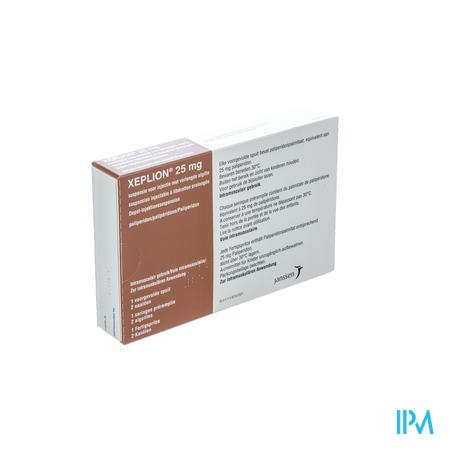 XEPLION® 25 mg
suspensie voor injectie met verlengde afgifte
suspension injectable à libération prolongée
Depot-Injektionssuspension
paliperidon/palipéridone/Paliperidon
Intramusculair gebruik/Voie intramusculaire/
Zur intramuskulären Anwendung
1 voorgevulde spuit
2 naalden
1 seringue préremplie
2 aiguilles
1 Fertigspritze
2 Kanülen
Elke voorgevulde spuit bevat paliperidonpalmitaat, equivalent aan
25 mg paliperidon.
Bewaren beneden 30°C.
Buiten het bereik en zicht van kinderen houden.
Voor gebruik de bijsluiter lezen.
Intramusculair gebruik.
Chaque seringue préremplie contient du palmitate de palipéridone
équivalent à 25 mg de palipéridone.
À conserver à une température ne dépassant pas 30°C.
Tenir hors de la portée et de la vue des enfants.
Lire la notice avant utilisation.
Voie intramusculaire.
Jede Fertigspritze enthält Paliperidonpalmitat entsprechend
25 mg Paliperidon.
Nicht über 30°C lagern.
Arzneimittel für Kinder unzugänglich aufbewahren.
Packungsbeilage beachten.
Zur intramuskulären Anwendung
janssen
IPM